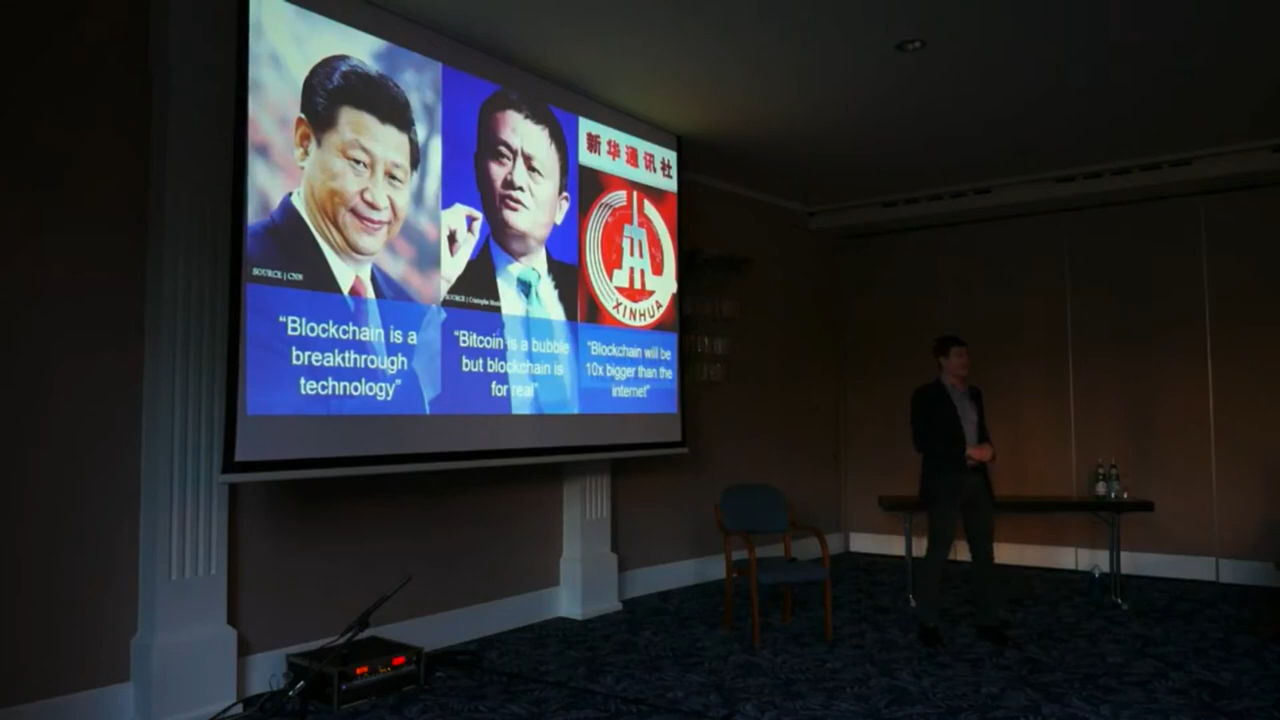 新华通讯社
XINHUA
SOURCE | CNN
SOURCE |
“Blockchain is a
breakthrough
technology”
“Bitcoin is a bubble
but blockchain is
for real”
“Blockchain will be
10x bigger than the
internet”